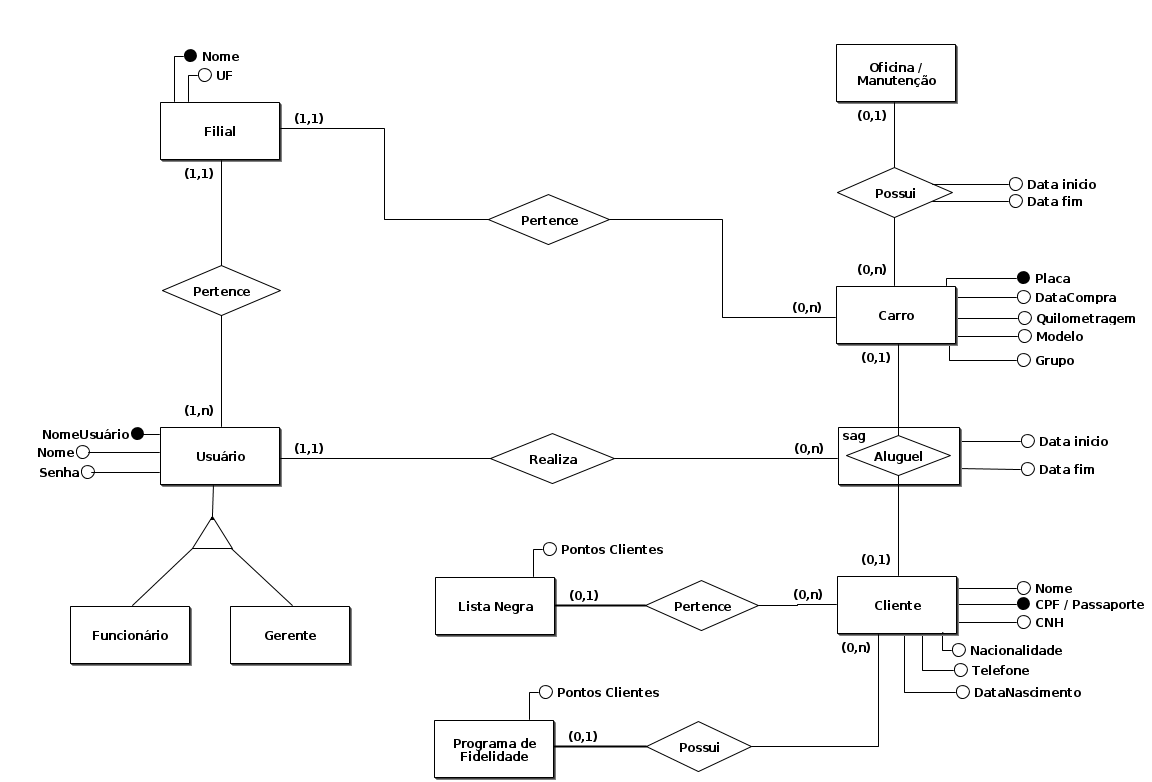 Nome
UF
Filial
(1,1)
(1,1)
Oficina /
Manutenção
(0,1)
Possui
Data inicio
Data fim
Pertence
(0,n)
Placa
DataCompra
Quilometragem
Modelo
Grupo
Carro
(0,n)
(0,1)
Pertence
(1,n)
NomeUsuário
Nome
Senha
Usuário
(1,1)
Realiza
(0,n)
sag
Aluguel
Data inicio
Data fim
Funcionário
Gerente
Pontos Clientes
Lista Negra
(0,1)
Pertence
(0,n)
(0,1)
Cliente
Nome
CPF / Passaporte
CNH
Nacionalidade
Telefone
DataNascimento
(0,n)
Pontos Clientes
Programa de
Fidelidade
(0,1)
Possui